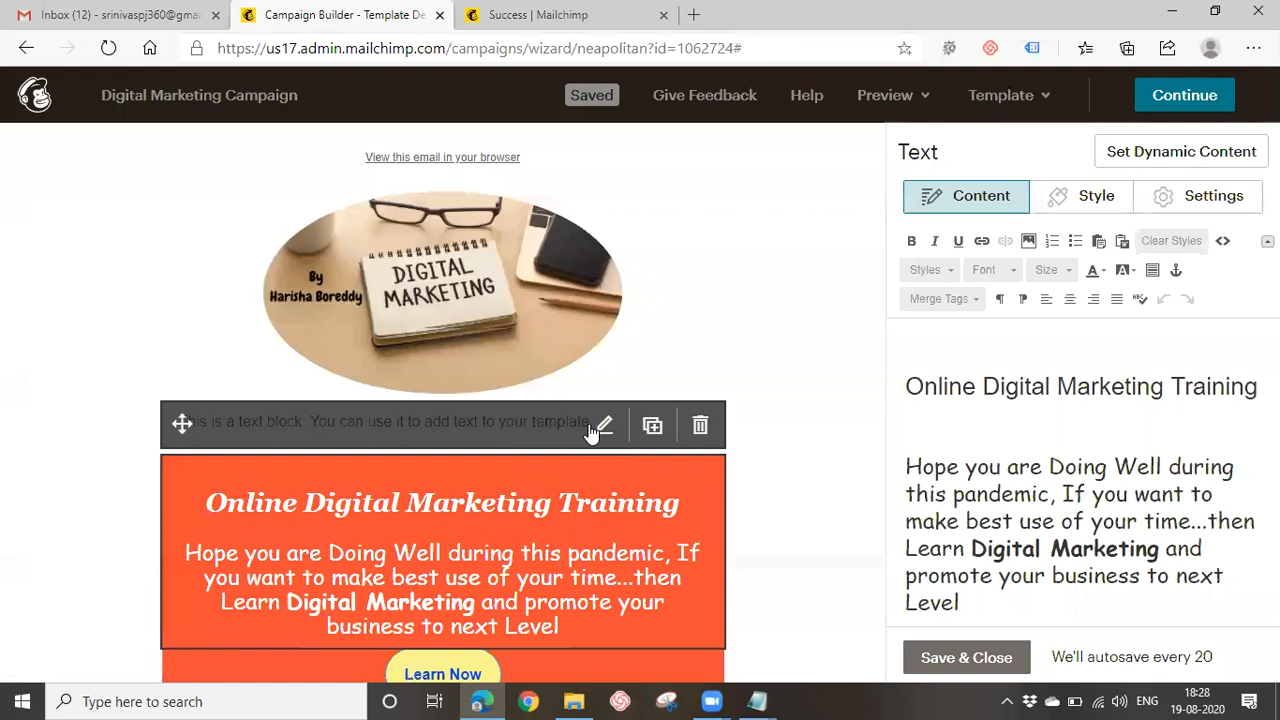 Inbox (12) - srinivaspj360@gma
Campaign Builder - Template De
Success | Mailchimp
https://us17.admin.mailchimp.com/campaigns/wizard/neapolitan?id=1062724#
Digital Marketing Campaign
Saved
Give Feedback
Help
Preview
Template
Continue
View this email in your browser
By
Harisha Boreddy
DIGITAL
MARKETING
This is a text block. You can use it to add text to your template.
Online Digital Marketing Training
Hope you are Doing Well during this pandemic, If
you want to make best use of your time...then
Learn Digital Marketing and promote your
business to next Level
Learn Now
Text
Set Dynamic Content
Content
Style
Settings
Clear Styles
Styles
Font
Size
Merge Tags
Online Digital Marketing Training
Hope you are Doing Well during
this pandemic, If you want to
make best use of your time...then
Learn Digital Marketing and
promote your business to next
Level
Save & Close
We'll autosave every 20
Type here to search
ENG
18:28
19-08-2020